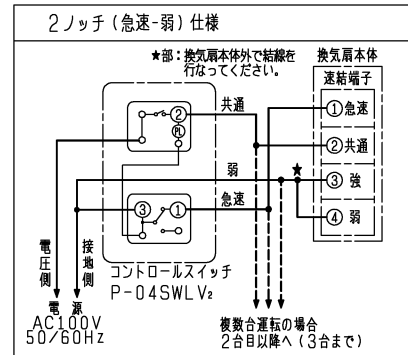 2ノッチ(急速-弱)仕様
★部:換気扇本体外で結線を
行なってください。
換気扇本体
速結端子
①急速
②共通
③ 強
④ 弱
② 共通
PL
弱
★
③ ① 急速
電圧側
接地側
コントロールスイッチ
P-04SWLV₂
電 源
AC100V
50/60Hz
複数台運転の場合
2台目以降へ(3台まで)